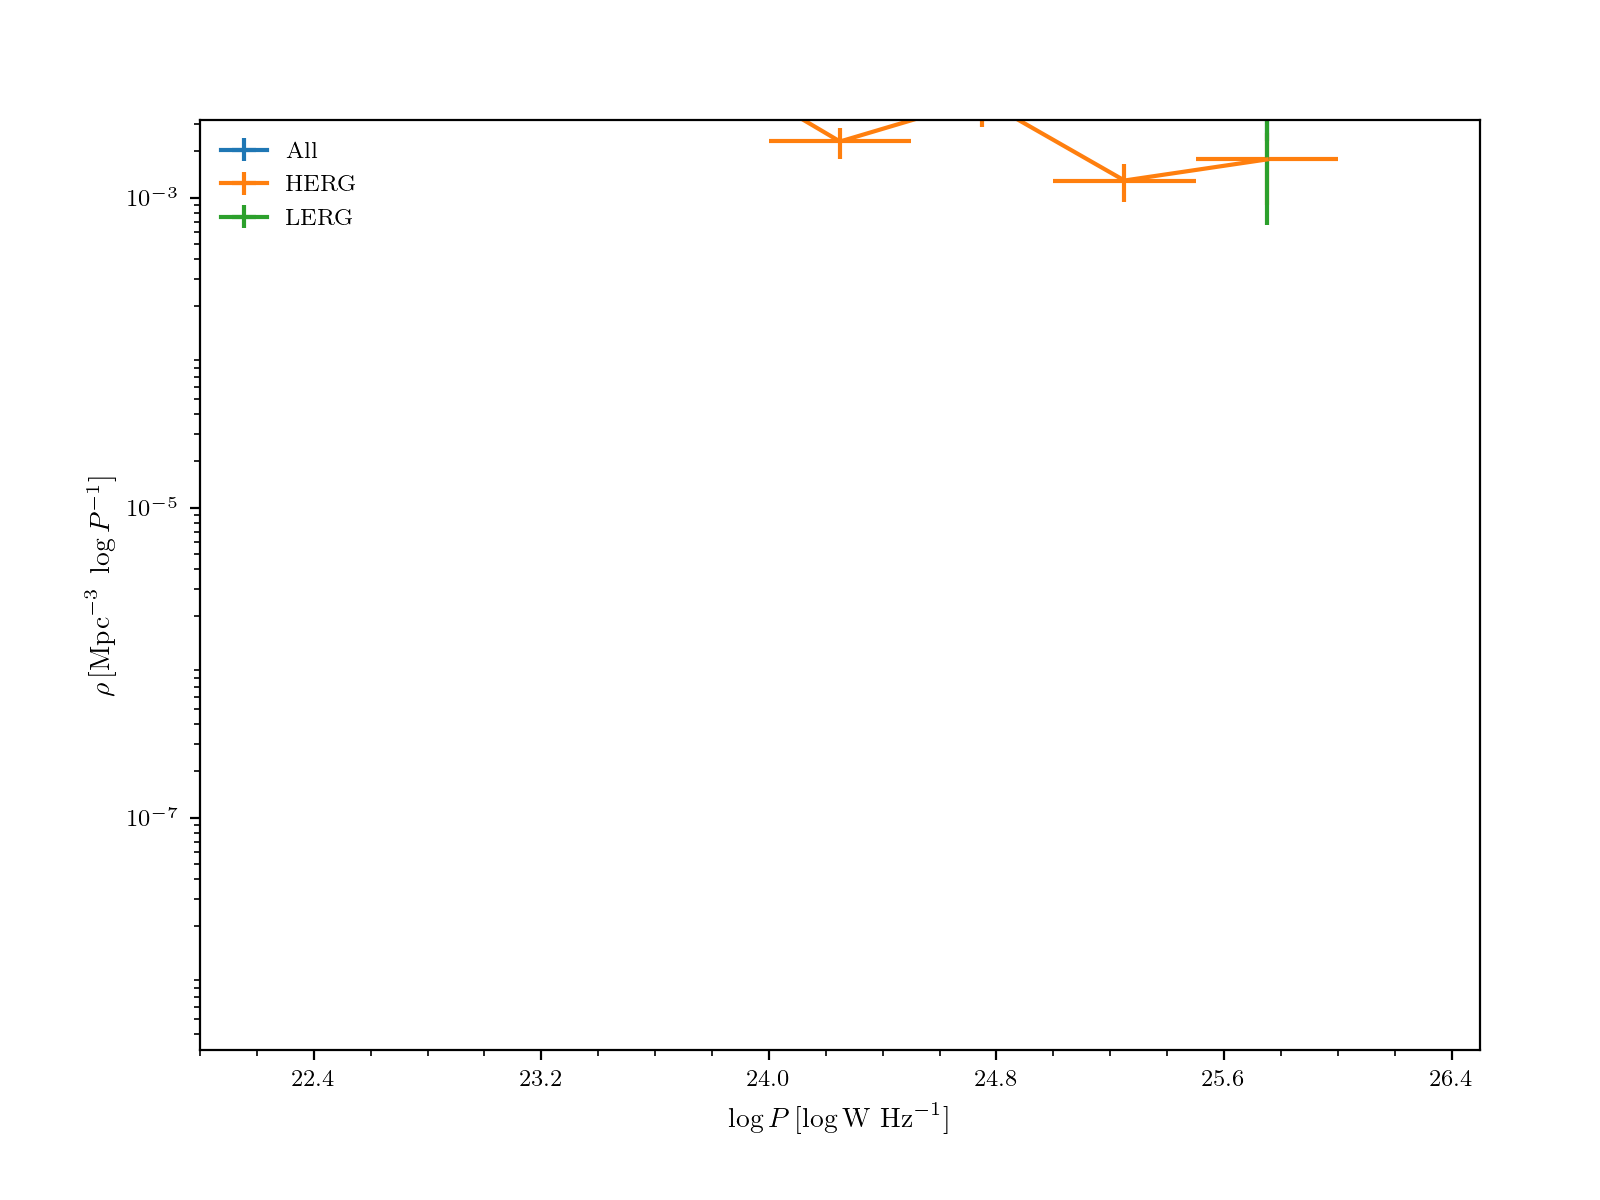 All
HERG
LERG
10⁻³
10⁻⁵
10⁻⁷
ρ [Mpc⁻³ log P⁻¹]
22.4 23.2 24.0 24.8 25.6 26.4
log P [log W Hz⁻¹]